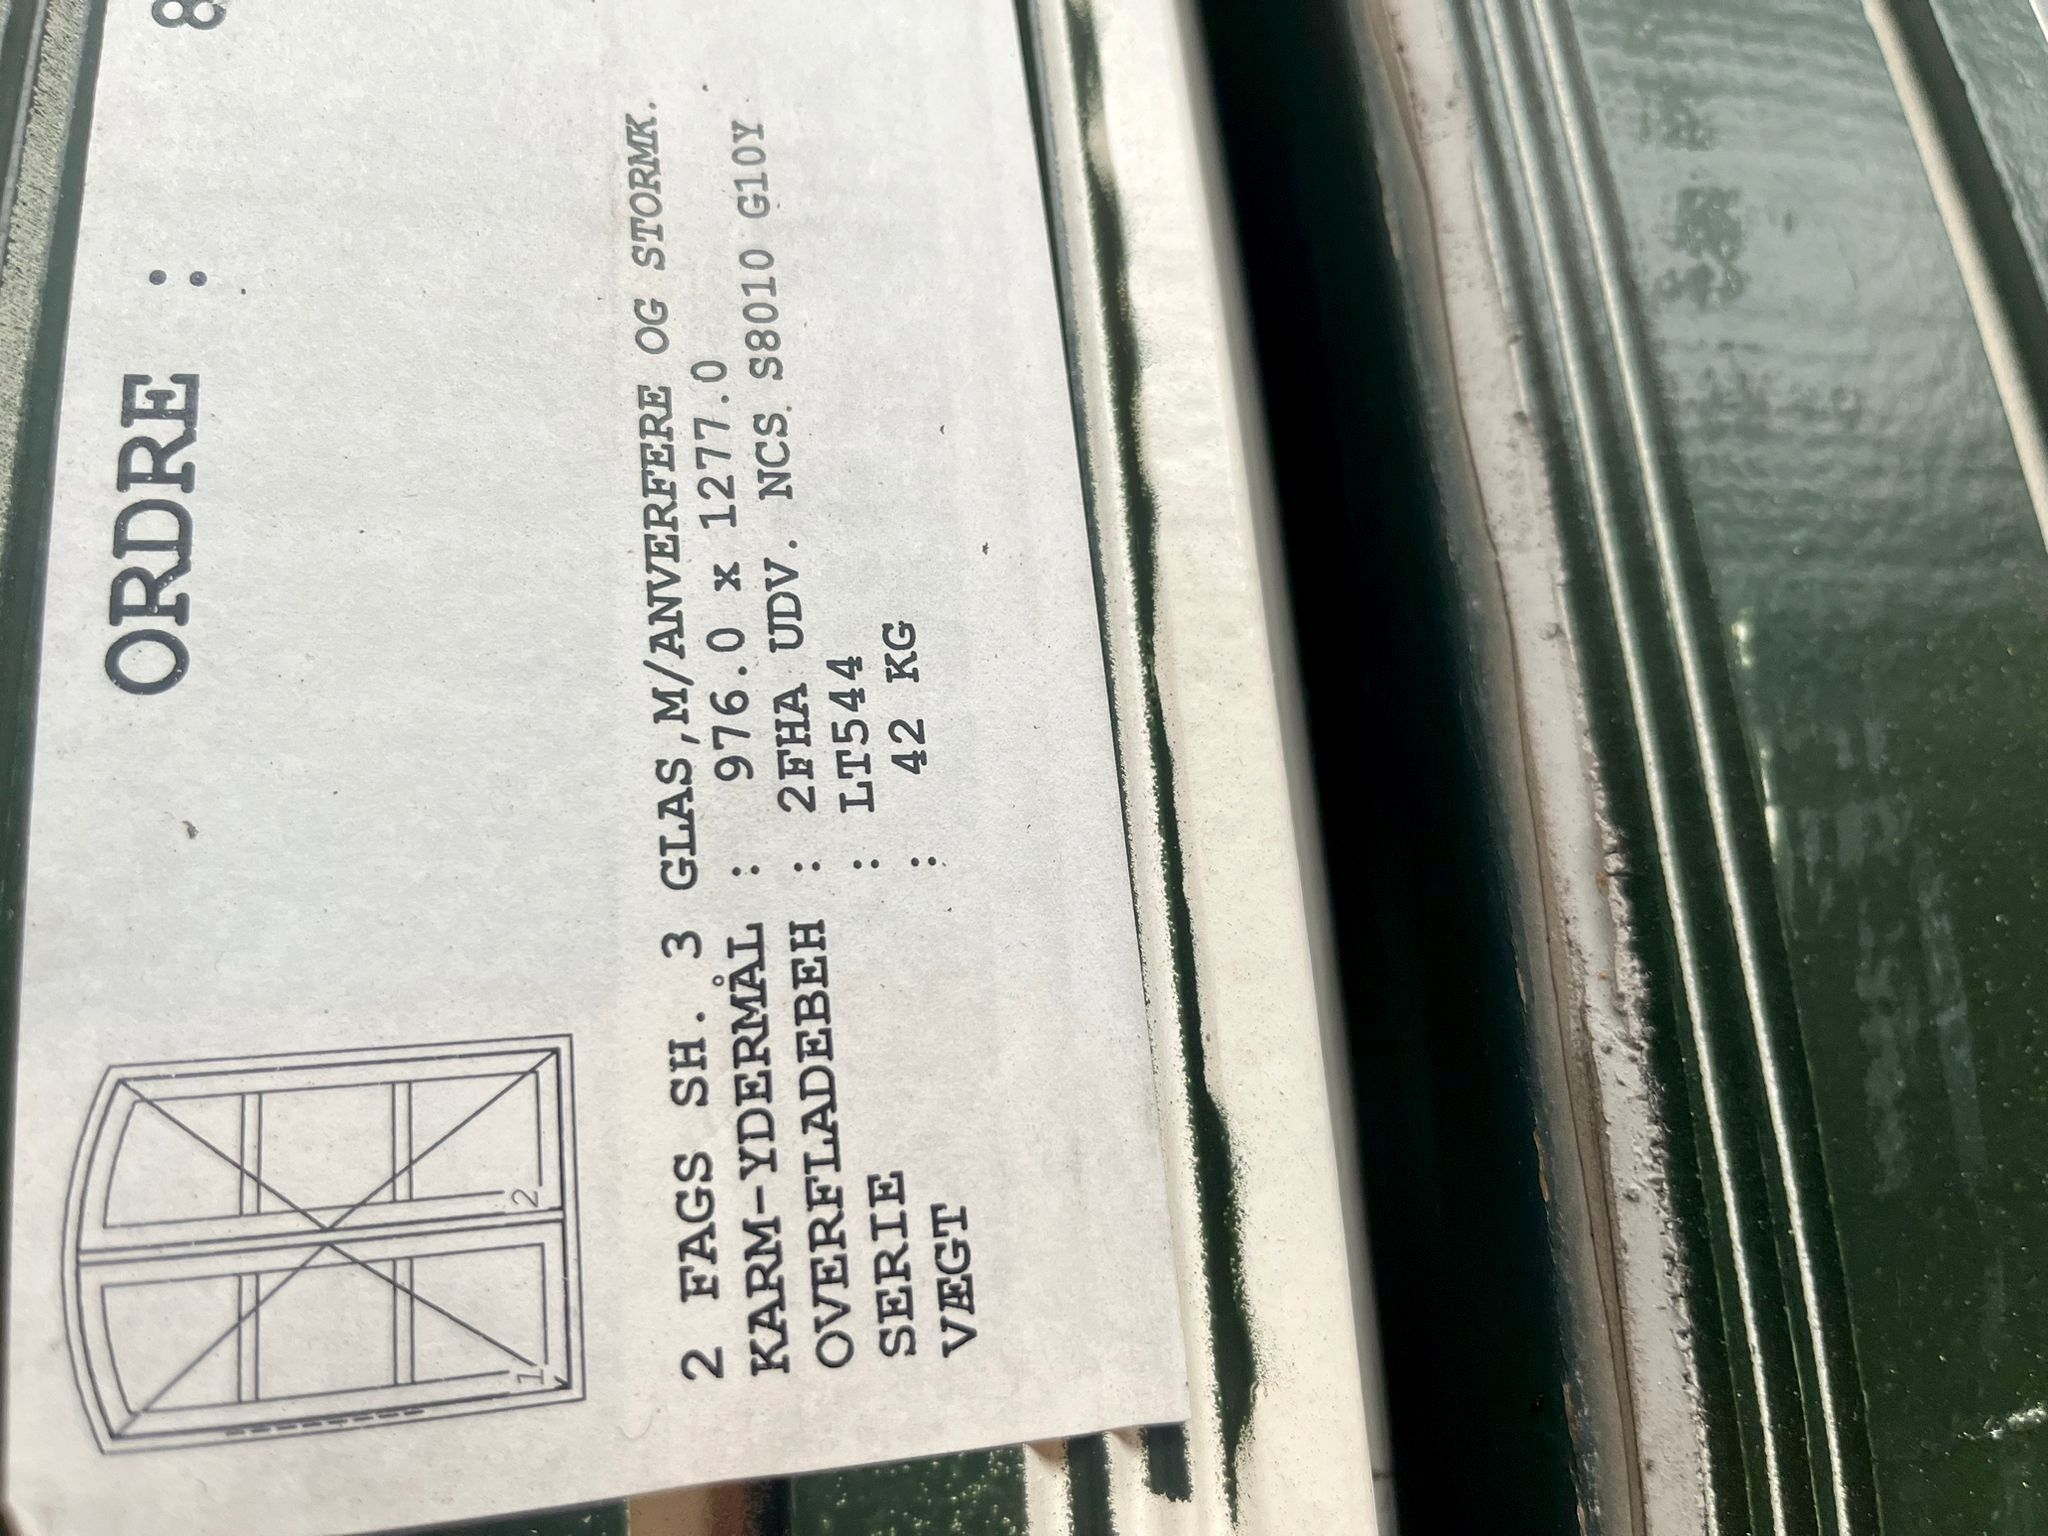 ORDRE : 8
1 2
2 FAGS SH. 3 GLAS,M/ANVERFERE OG STORMK.
KARM-YDERMÅL : 976.0 x 1277.0
OVERFLADEBEH : 2FHA UDV. NCS S8010 G10Y
SERIE : LT544
VÆGT : 42 KG